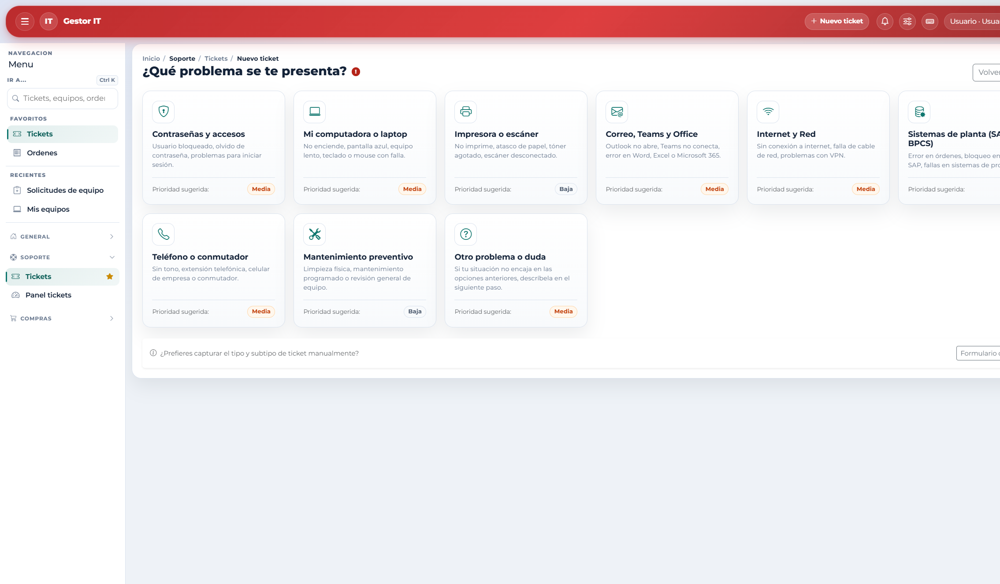 IT Gestor IT
Nuevo ticket
Usuario
NAVEGACION
Menu
IR A...
Ctrl K
Tickets, equipos,
FAVORITOS
Tickets
Ordenes
RECIENTES
Solicitudes de equipo
Mis equipos
GENERAL
SOPORTE
Tickets
Panel tickets
COMPRAS
Inicio / Soporte / Tickets / Nuevo ticket
¿Qué problema se te presenta?
Volver
Contraseñas y accesos
Usuario bloqueado, olvido de
contraseña, problemas para iniciar
sesión.
Prioridad sugerida: Media
Mi computadora o laptop
No enciende, pantalla azul, equipo
lento, teclado o mouse con falla.
Prioridad sugerida: Media
Impresora o escáner
No imprime, atasco de papel, tóner
agotado, escáner desconectado.
Prioridad sugerida: Baja
Correo, Teams y Office
Outlook no abre, Teams no conecta,
error en Word, Excel o Microsoft 365.
Prioridad sugerida: Media
Internet y Red
Sin conexión a internet, falla de cable
de red, problemas con VPN.
Prioridad sugerida: Media
Sistemas de planta
BPCS)
Error en órdenes, bloqueo en
SAP, fallas en sistemas de
Prioridad sugerida:
Teléfono o conmutador
Sin tono, extensión telefónica, celular
de empresa o conmutador.
Prioridad sugerida: Media
Mantenimiento preventivo
Limpieza física, mantenimiento
programado o revisión general de
equipo.
Prioridad sugerida: Baja
Otro problema o duda
Si tu situación no encaja en las
opciones anteriores, descríbela en el
siguiente paso.
Prioridad sugerida: Media
¿Prefieres capturar el tipo y subtipo de ticket manualmente?
Formulario